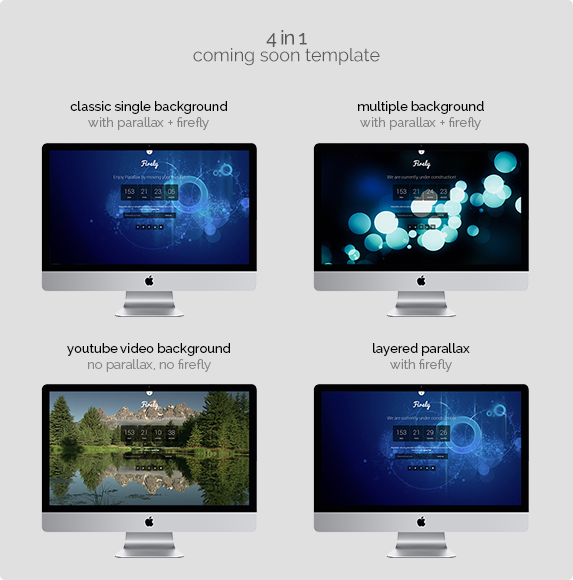 4 in 1
coming soon template
classic single background
with parallax + firefly
multiple background
with parallax + firefly
Firefly
Enjoy Parallax by moving your mouse
153 21 23 05
Firefly
We are currently under construction
153 21 24 23
youtube video background
no parallax, no firefly
layered parallax
with firefly
Firefly
153 21 10 38
Firefly
We are currently under construction
153 21 29 26